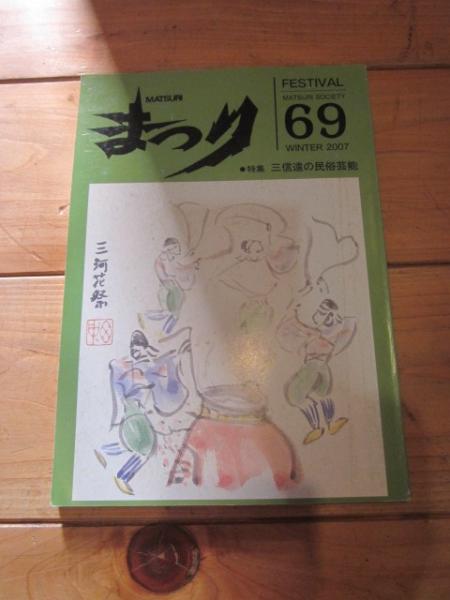 MATSURI
まつり
FESTIVAL
MATSURI SOCIETY
69
WINTER 2007
●特集 三信遠の民俗芸能
三河花祭